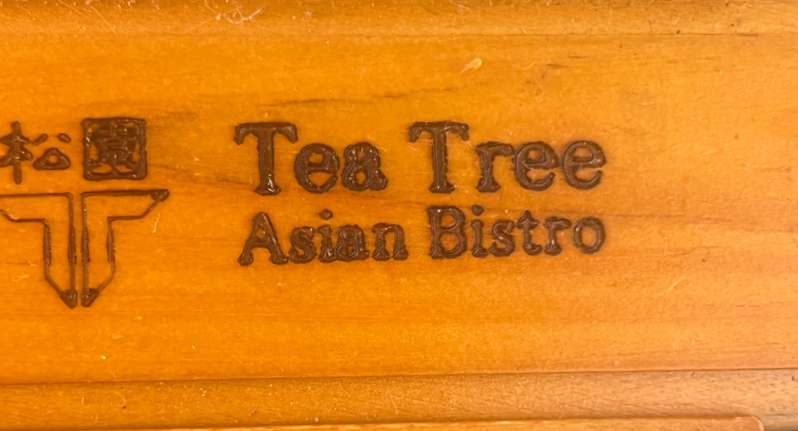 松園
Tea Tree
Asian Bistro